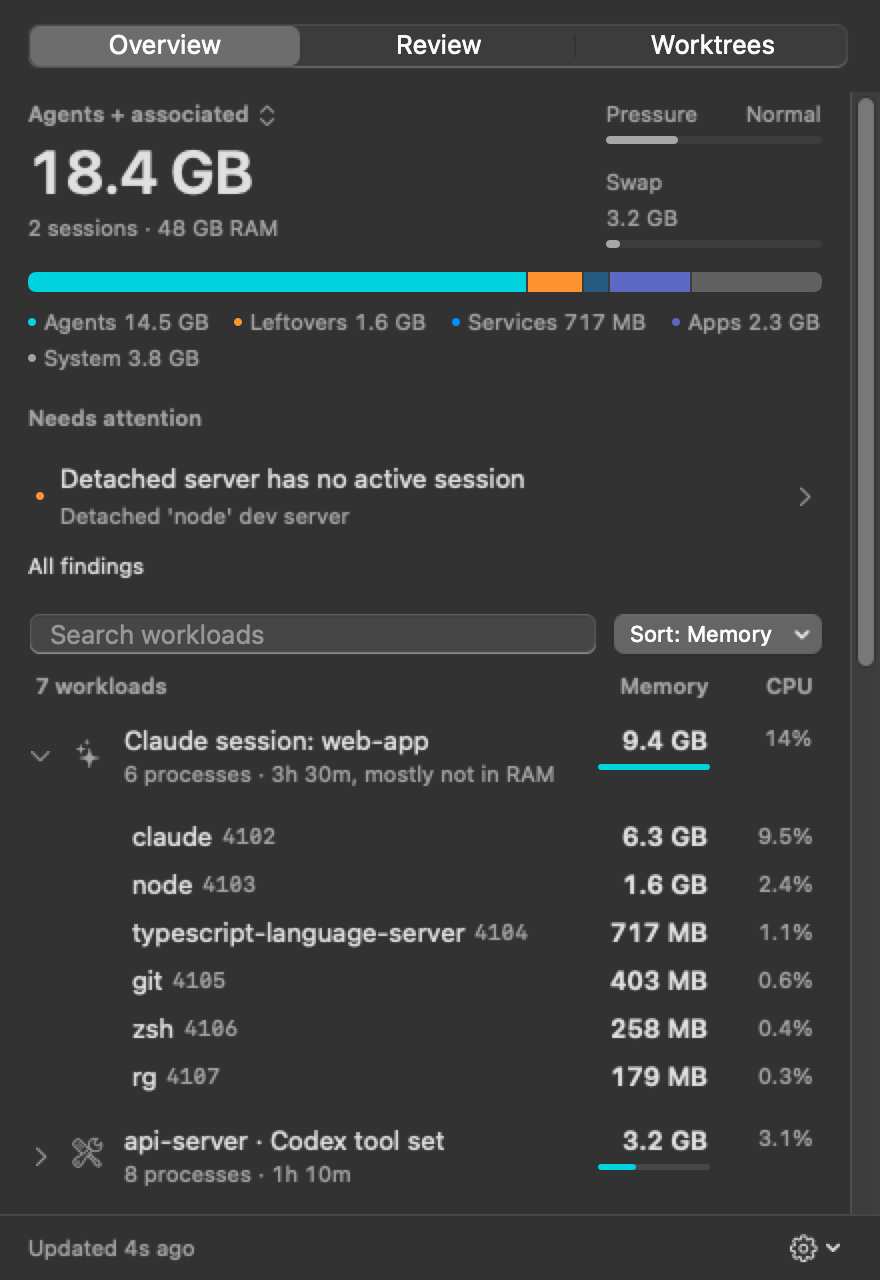 Overview Review Worktrees
Agents + associated
Pressure Normal
18.4 GB
Swap
3.2 GB
2 sessions · 48 GB RAM
Agents 14.5 GB Leftovers 1.6 GB Services 717 MB Apps 2.3 GB
System 3.8 GB
Needs attention
Detached server has no active session
Detached 'node' dev server
All findings
Search workloads Sort: Memory
7 workloads Memory CPU
Claude session: web-app 9.4 GB 14%
6 processes · 3h 30m, mostly not in RAM
claude 4102 6.3 GB 9.5%
node 4103 1.6 GB 2.4%
typescript-language-server 4104 717 MB 1.1%
git 4105 403 MB 0.6%
zsh 4106 258 MB 0.4%
rg 4107 179 MB 0.3%
api-server · Codex tool set 3.2 GB 3.1%
8 processes · 1h 10m
Updated 4s ago